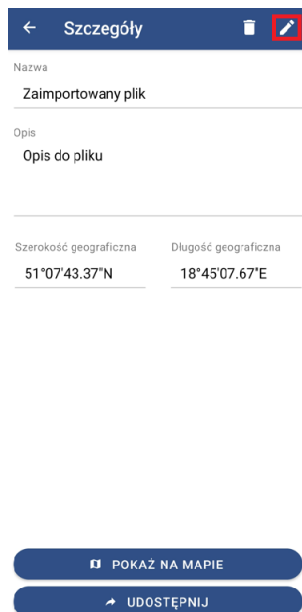 Szczegóły
Nazwa
Zaimportowany plik
Opis
Opis do pliku
Szerokość geograficzna Długość geograficzna
51°07'43.37"N 18°45'07.67"E
POKAŻ NA MAPIE
UDOSTĘPNIJ